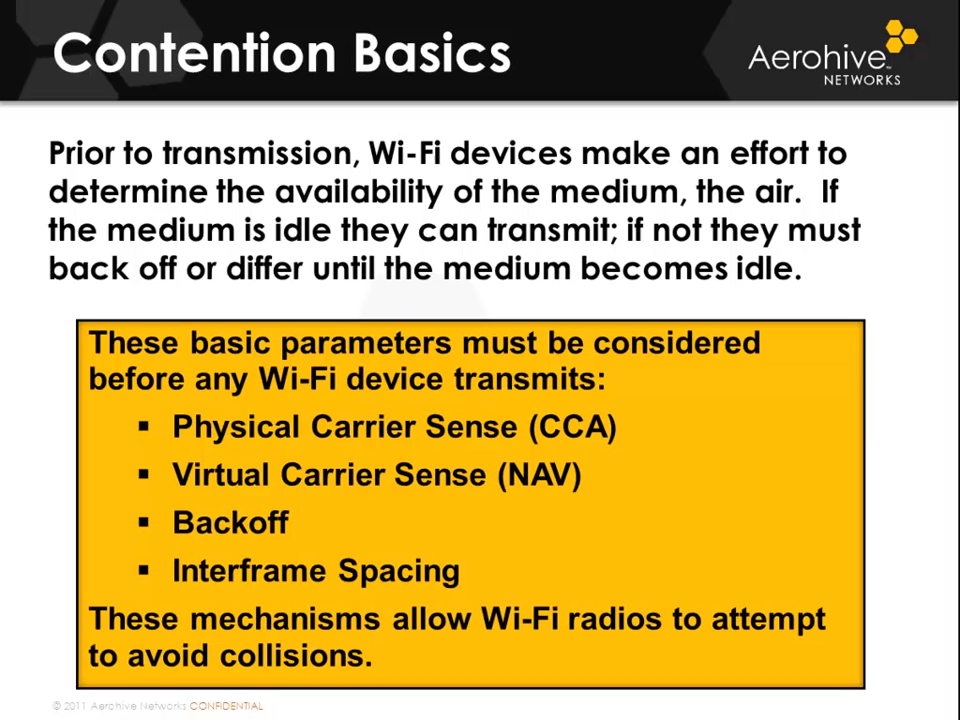 Contention Basics
Aerohive™
NETWORKS
Prior to transmission, Wi-Fi devices make an effort to
determine the availability of the medium, the air.  If
the medium is idle they can transmit; if not they must
back off or differ until the medium becomes idle.
These basic parameters must be considered
before any Wi-Fi device transmits:
▪ Physical Carrier Sense (CCA)
▪ Virtual Carrier Sense (NAV)
▪ Backoff
▪ Interframe Spacing
These mechanisms allow Wi-Fi radios to attempt
to avoid collisions.
© 2011 Aerohive Networks CONFIDENTIAL